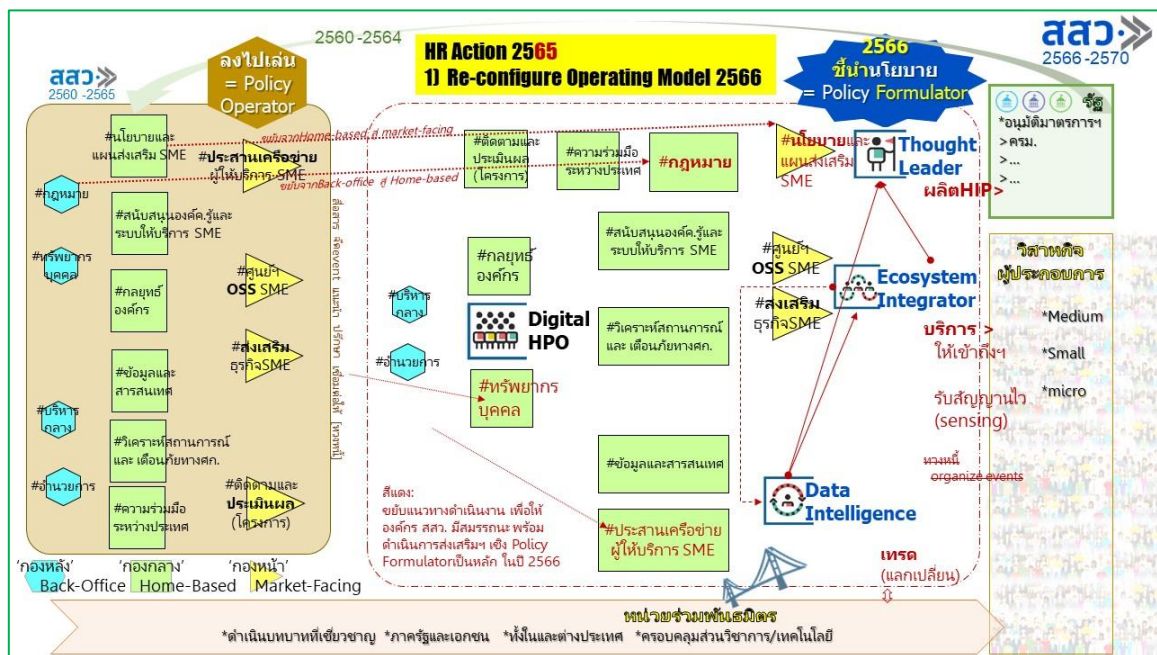 2560 -2564
HR Action 2565
1) Re-configure Operating Model 2566
2566
ชี้นำนโยบาย
= Policy Formulator
สสว.
2566 -2570
สสว.
2560 -2565
ลงไปเล่น
= Policy
Operator
#นโยบายและ
แผนส่งเสริม SME
#ประสานเครือข่าย
ผู้ให้บริการ SME
#กฎหมาย
#สนับสนุนองค์ค.รู้และ
ระบบให้บริการ SME
#ทรัพยากร
บุคคล
#กลยุทธ์
องค์กร
#ศูนย์ฯ
OSS SME
#ส่งเสริม
ธุรกิจSME
#ข้อมูลและ
สารสนเทศ
#บริหาร
กลาง
#วิเคราะห์สถานการณ์
และ เตือนภัยทางศก.
#อำนวยการ
#ติดตามและ
ประเมินผล
(โครงการ)
#ความร่วมมือ
ระหว่างประเทศ
'กองหลัง'
Back-Office
'กองกลาง'
Home-Based
'กองหน้า'
Market-Facing
ขยับจากHome-based สู่ market-facing
ขยับจากBack-office สู่ Home-based
#ติดตามและ
ประเมินผล
(โครงการ)
#ความร่วมมือ
ระหว่างประเทศ
#กฎหมาย
#นโยบายและ
แผนส่งเสริม
SME
Thought
Leader
ผลิตHIP>
#กลยุทธ์
องค์กร
#สนับสนุนองค์ค.รู้และ
ระบบให้บริการ SME
#ศูนย์ฯ
OSS SME
#ส่งเสริม
ธุรกิจSME
Ecosystem
Integrator
#บริหาร
กลาง
#อำนวยการ
Digital
HPO
#วิเคราะห์สถานการณ์
และ เตือนภัยทางศก.
#ทรัพยากร
บุคคล
#ข้อมูลและสารสนเทศ
Data
Intelligence
#ประสานเครือข่าย
ผู้ให้บริการ SME
สีแดง:
ขยับแนวทางดำเนินงาน เพื่อให้
องค์กร สสว. มีสมรรถนะ พร้อม
ดำเนินการส่งเสริมฯ เชิง Policy
Formulatorเป็นหลัก ในปี 2566
รัฐ
*อนุมัติมาตรการฯ
>ครม.
>...
>...
วิสาหกิจ
ผู้ประกอบการ
*Medium
*Small
*micro
บริการ >
ให้เข้าถึงฯ
รับสัญญานไว
(sensing)
ทวงหนี้
organize events
เทรด
(แลกเปลี่ยน)
หน่วยร่วมพันธมิตร
*ดำเนินบทบาทที่เชี่ยวชาญ *ภาครัฐและเอกชน *ทั้งในและต่างประเทศ *ครอบคลุมส่วนวิชาการ/เทคโนโลยี